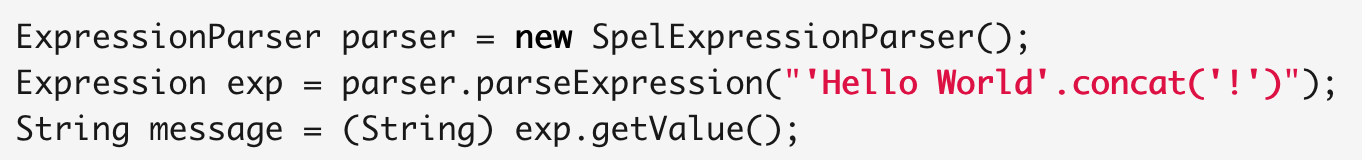 ExpressionParser parser = new SpelExpressionParser();
Expression exp = parser.parseExpression("'Hello World'.concat('!')");
String message = (String) exp.getValue();